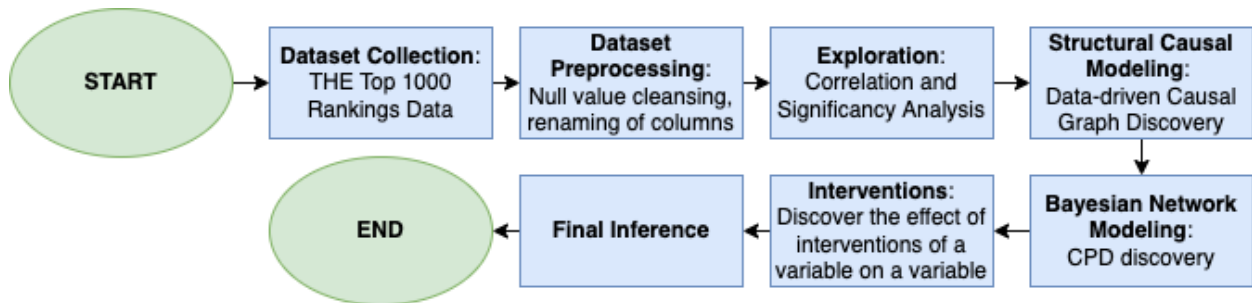 START
Dataset Collection:
THE Top 1000
Rankings Data
Dataset
Preprocessing:
Null value cleansing,
renaming of columns
Exploration:
Correlation and
Significancy Analysis
Structural Causal
Modeling:
Data-driven Causal
Graph Discovery
Bayesian Network
Modeling:
CPD discovery
Interventions:
Discover the effect of
interventions of a
variable on a variable
Final Inference
END